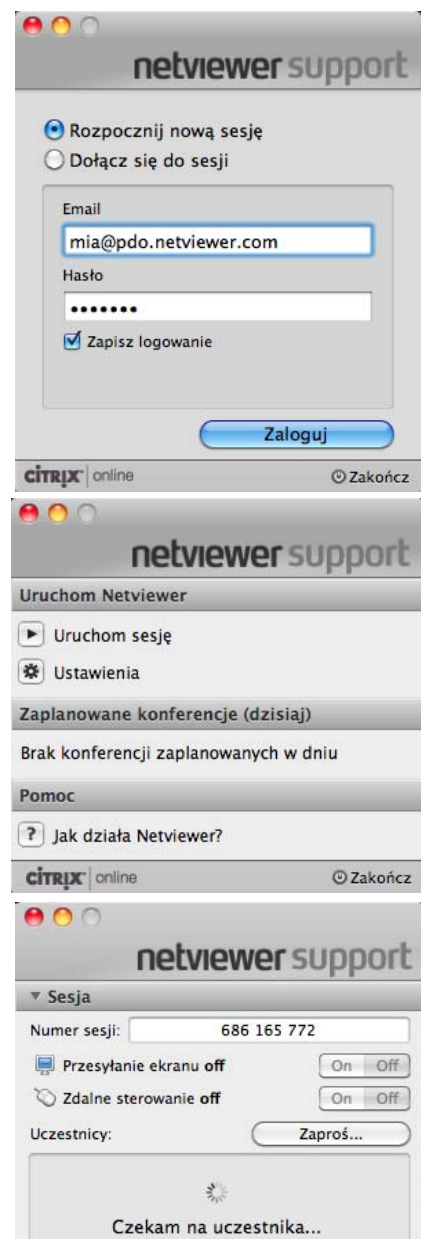 netviewer support
Rozpocznij nową sesję
Dołącz się do sesji
Email
mia@pdo.netviewer.com
Hasło
•••••••
Zapisz logowanie
Zaloguj
CITRIX online Zakończ
netviewer support
Uruchom Netviewer
Uruchom sesję
Ustawienia
Zaplanowane konferencje (dzisiaj)
Brak konferencji zaplanowanych w dniu
Pomoc
? Jak działa Netviewer?
CITRIX online Zakończ
netviewer support
Sesja
Numer sesji: 686 165 772
Przesyłanie ekranu off On Off
Zdalne sterowanie off On Off
Uczestnicy: Zaproś...
Czekam na uczestnika...